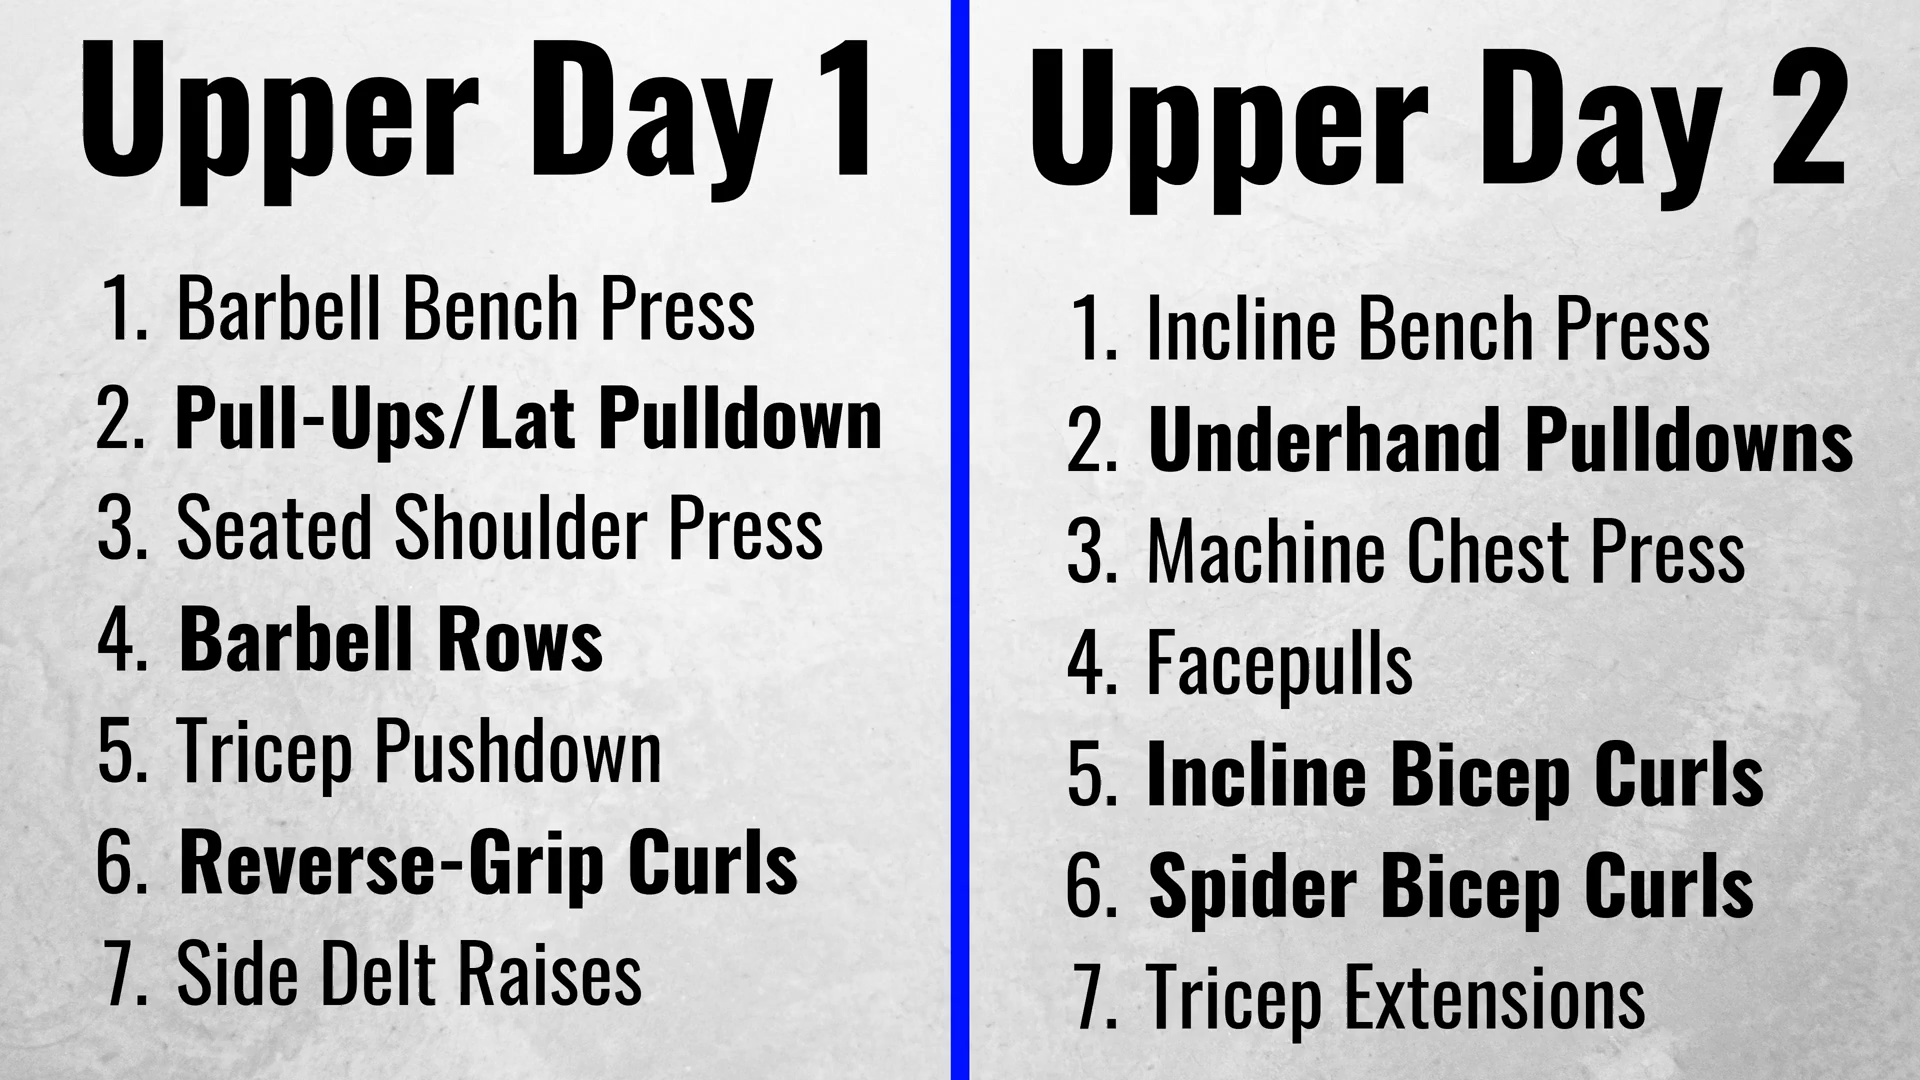 Upper Day 1
1. Barbell Bench Press
2. Pull-Ups/Lat Pulldown
3. Seated Shoulder Press
4. Barbell Rows
5. Tricep Pushdown
6. Reverse-Grip Curls
7. Side Delt Raises
Upper Day 2
1. Incline Bench Press
2. Underhand Pulldowns
3. Machine Chest Press
4. Facepulls
5. Incline Bicep Curls
6. Spider Bicep Curls
7. Tricep Extensions